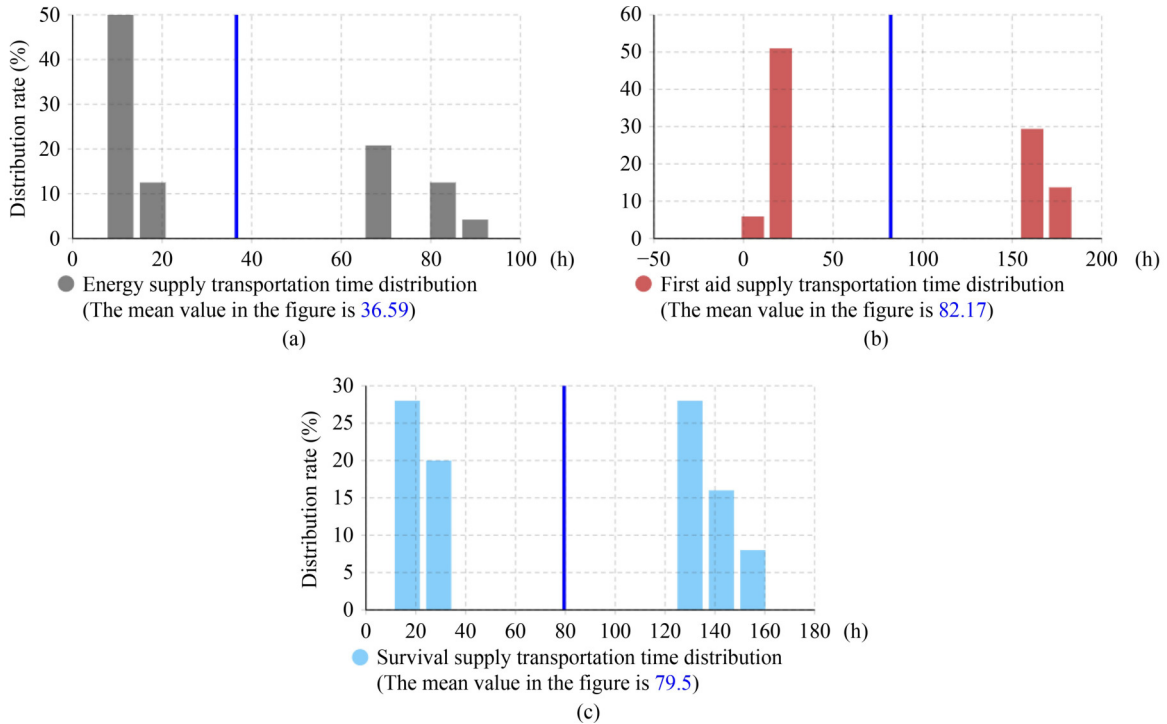 Distribution rate (%)
50
40
30
20
10
0
0 20 40 60 80 100 (h)
Energy supply transportation time distribution
(The mean value in the figure is 36.59)
(a)
60
50
40
30
20
10
0
−50 0 50 100 150 200 (h)
First aid supply transportation time distribution
(The mean value in the figure is 82.17)
(b)
Distribution rate (%)
30
25
20
15
10
5
0
0 20 40 60 80 100 120 140 160 180 (h)
Survival supply transportation time distribution
(The mean value in the figure is 79.5)
(c)